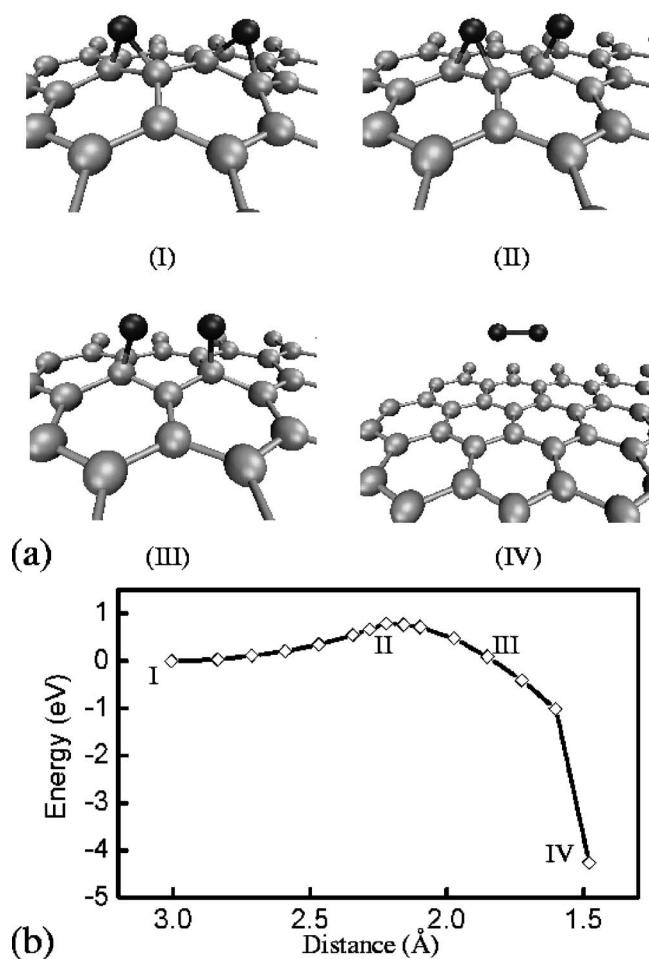 (I)
(II)
(a)
(III)
(IV)
1
0
-1
-2
-3
-4
-5
Energy (eV)
I
II
III
IV
3.0
2.5
2.0
1.5
(b)
Distance (Å)